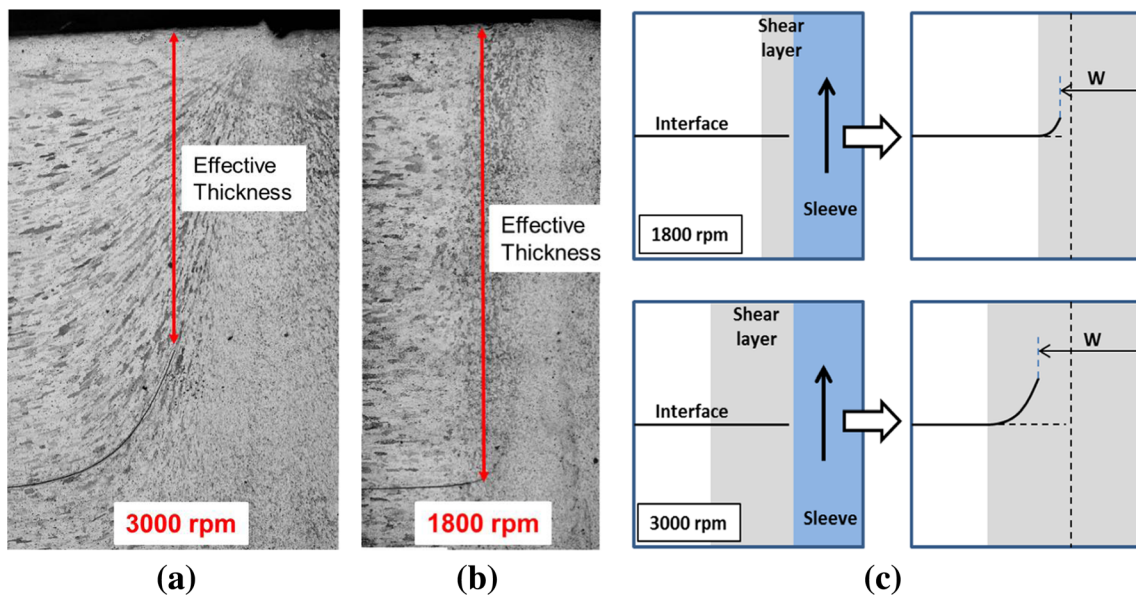 Effective
Thickness
3000 rpm
(a)
Effective
Thickness
1800 rpm
(b)
Shear
layer
Interface
Sleeve
1800 rpm
W
Shear
layer
Interface
Sleeve
3000 rpm
W
(c)